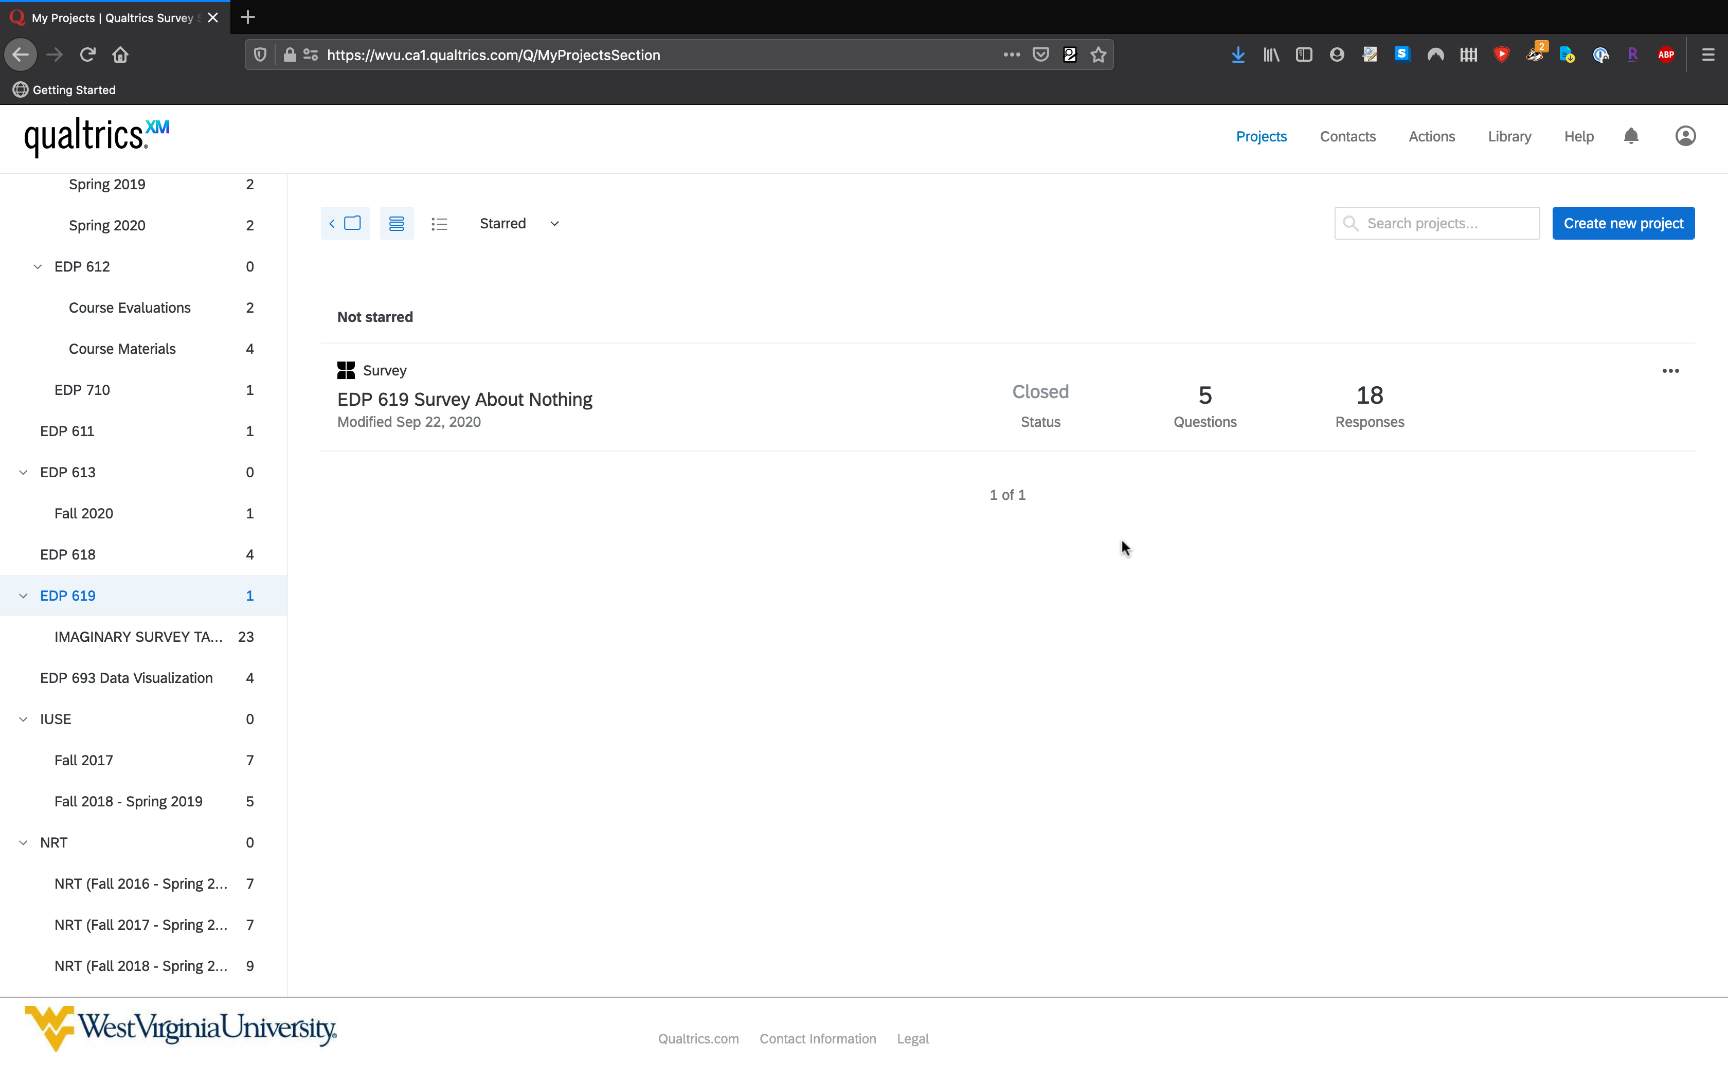 My Projects | Qualtrics Survey
https://wvu.ca1.qualtrics.com/Q/MyProjectsSection
2
ABP
Getting Started
qualtrics.XM
Projects
Contacts
Actions
Library
Help
Spring 2019 2
Spring 2020 2
EDP 612 0
Course Evaluations 2
Course Materials 4
EDP 710 1
EDP 611 1
EDP 613 0
Fall 2020 1
EDP 618 4
EDP 619 1
IMAGINARY SURVEY TA... 23
EDP 693 Data Visualization 4
IUSE 0
Fall 2017 7
Fall 2018 - Spring 2019 5
NRT 0
NRT (Fall 2016 - Spring 2... 7
NRT (Fall 2017 - Spring 2... 7
NRT (Fall 2018 - Spring 2... 9
Starred
Search projects...
Create new project
Not starred
Survey
EDP 619 Survey About Nothing
Modified Sep 22, 2020
Closed
Status
5
Questions
18
Responses
1 of 1
WestVirginiaUniversity.
Qualtrics.com
Contact Information
Legal